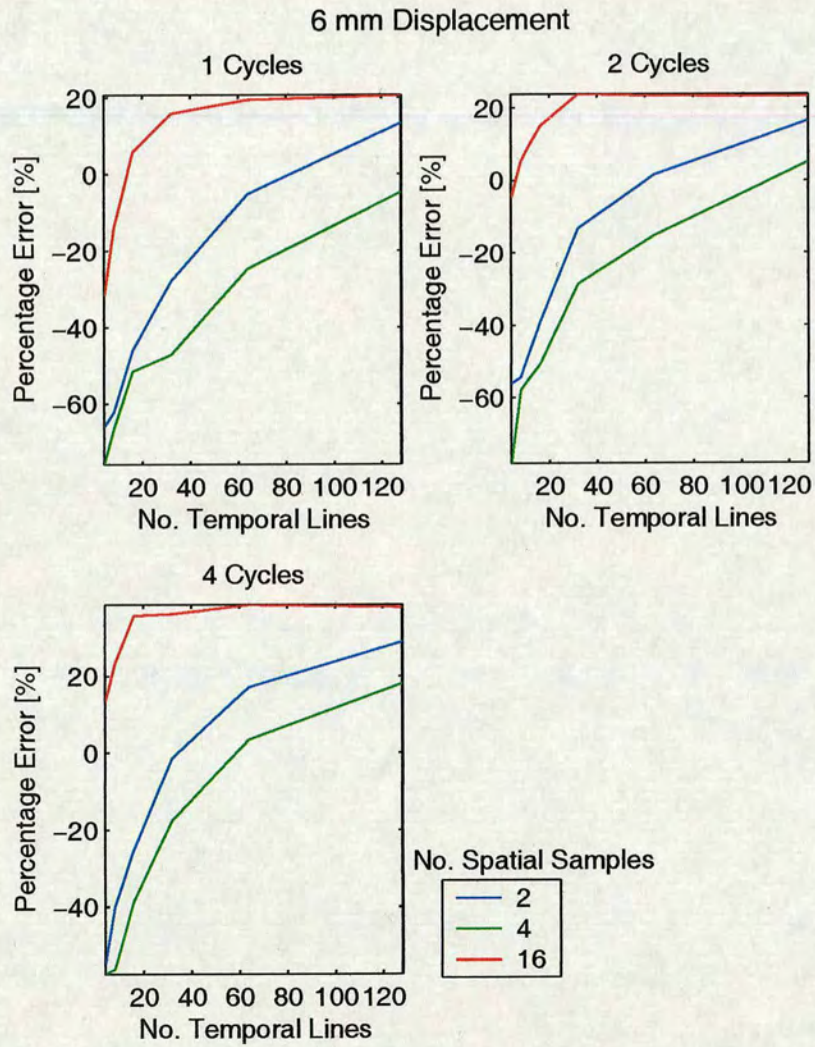 6 mm Displacement
1 Cycles
Percentage Error [%]
20
0
−20
−40
−60
20 40 60 80 100 120
No. Temporal Lines
2 Cycles
Percentage Error [%]
20
0
−20
−40
−60
20 40 60 80 100 120
No. Temporal Lines
4 Cycles
Percentage Error [%]
20
0
−20
−40
20 40 60 80 100 120
No. Temporal Lines
No. Spatial Samples
2
4
16